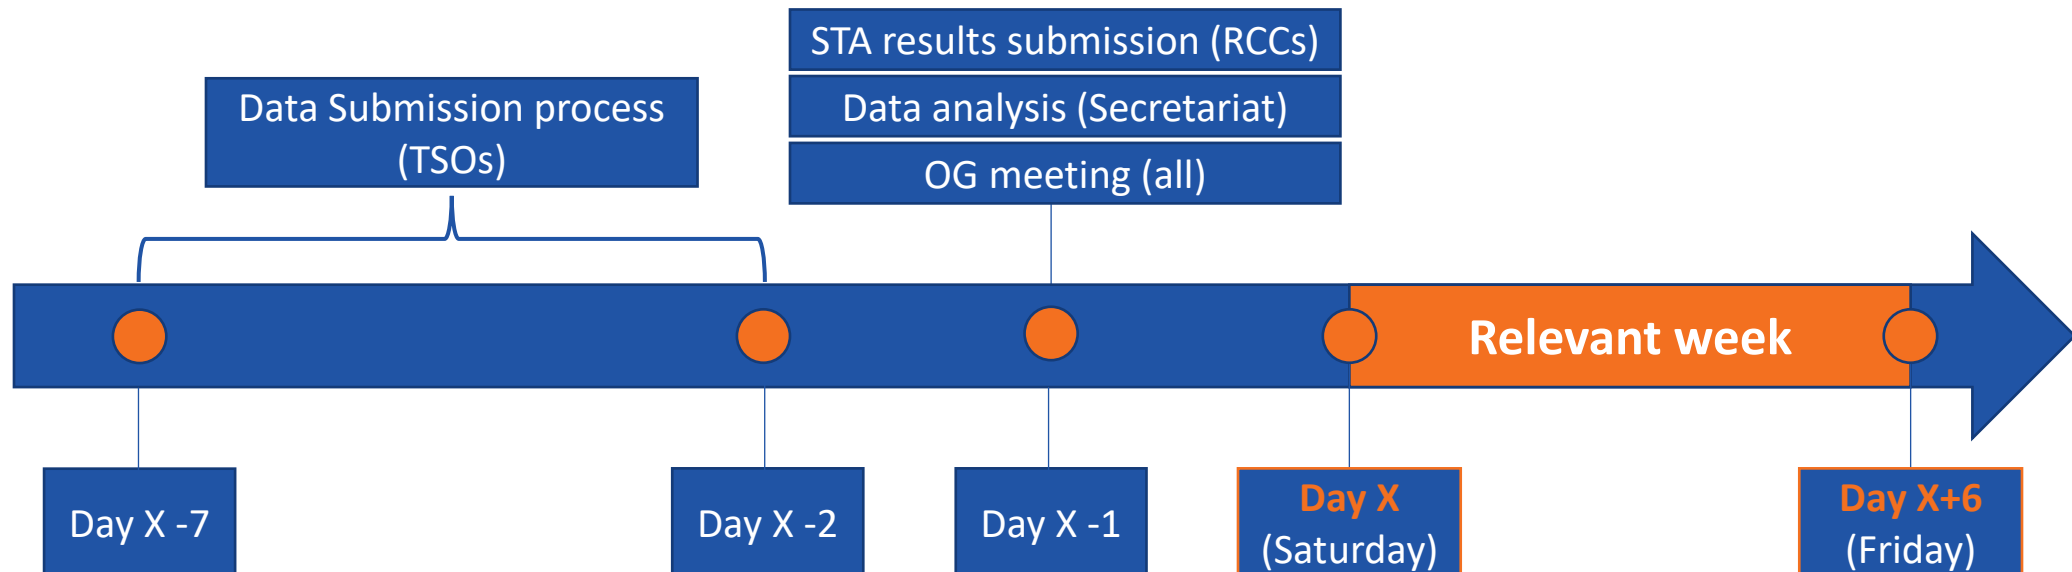 STA results submission (RCCs)
Data Submission process
(TSOs)
Data analysis (Secretariat)
OG meeting (all)
Relevant week
Day X -7
Day X -2
Day X -1
Day X
(Saturday)
Day X+6
(Friday)